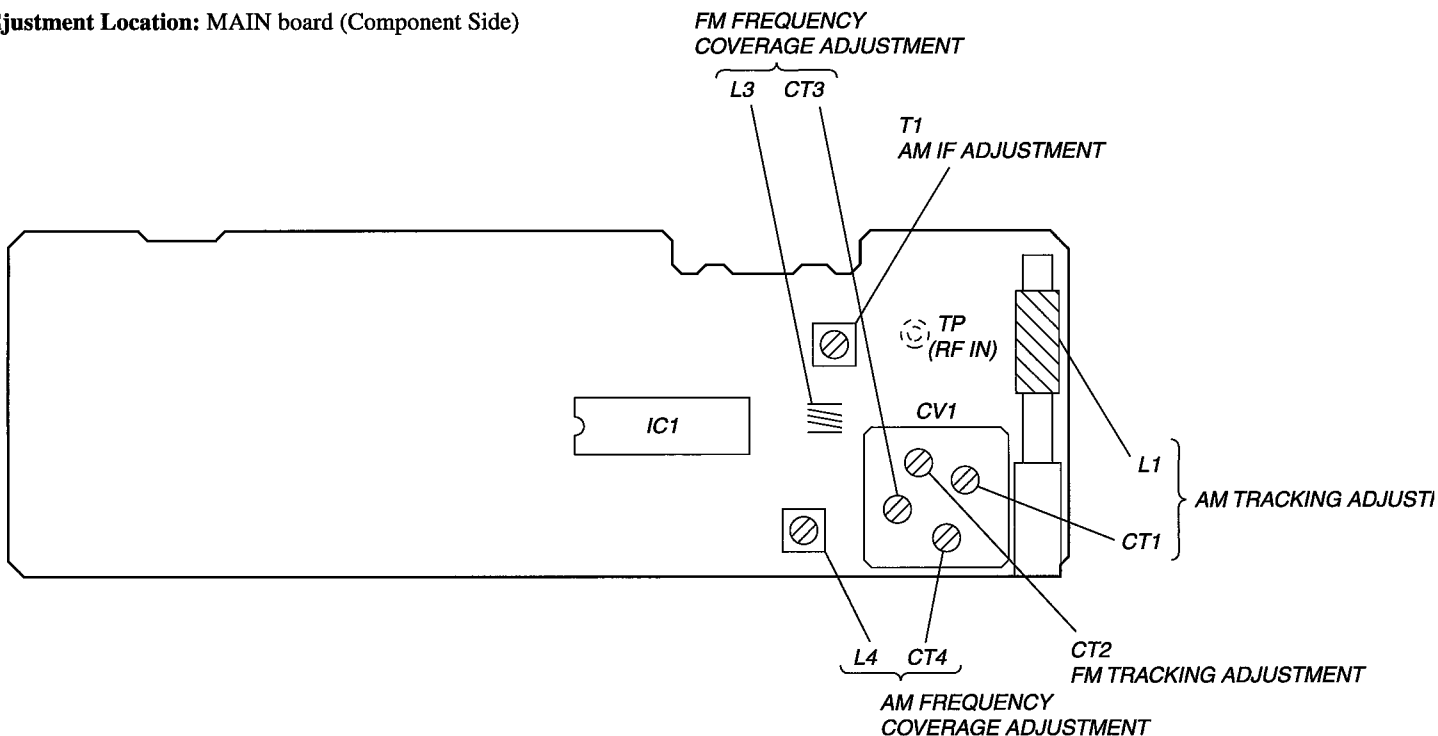 justment Location: MAIN board (Component Side)
FM FREQUENCY
COVERAGE ADJUSTMENT
L3 CT3
T1
AM IF ADJUSTMENT
TP
(RF IN)
CV1
IC1
L1
AM TRACKING ADJUSTI
CT1
L4 CT4
CT2
FM TRACKING ADJUSTMENT
AM FREQUENCY
COVERAGE ADJUSTMENT